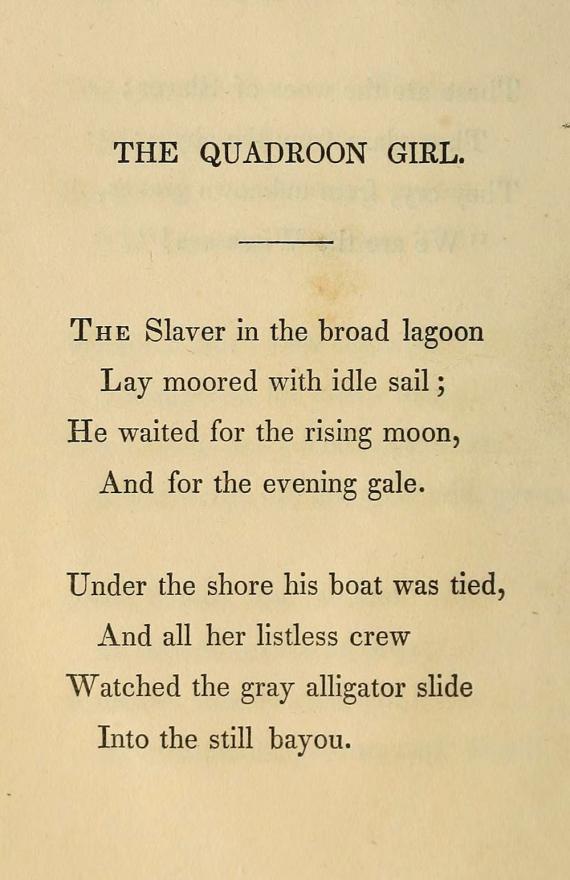 THE QUADROON GIRL.
THE Slaver in the broad lagoon
Lay moored with idle sail;
He waited for the rising moon,
And for the evening gale.
Under the shore his boat was tied,
And all her listless crew
Watched the gray alligator slide
Into the still bayou.